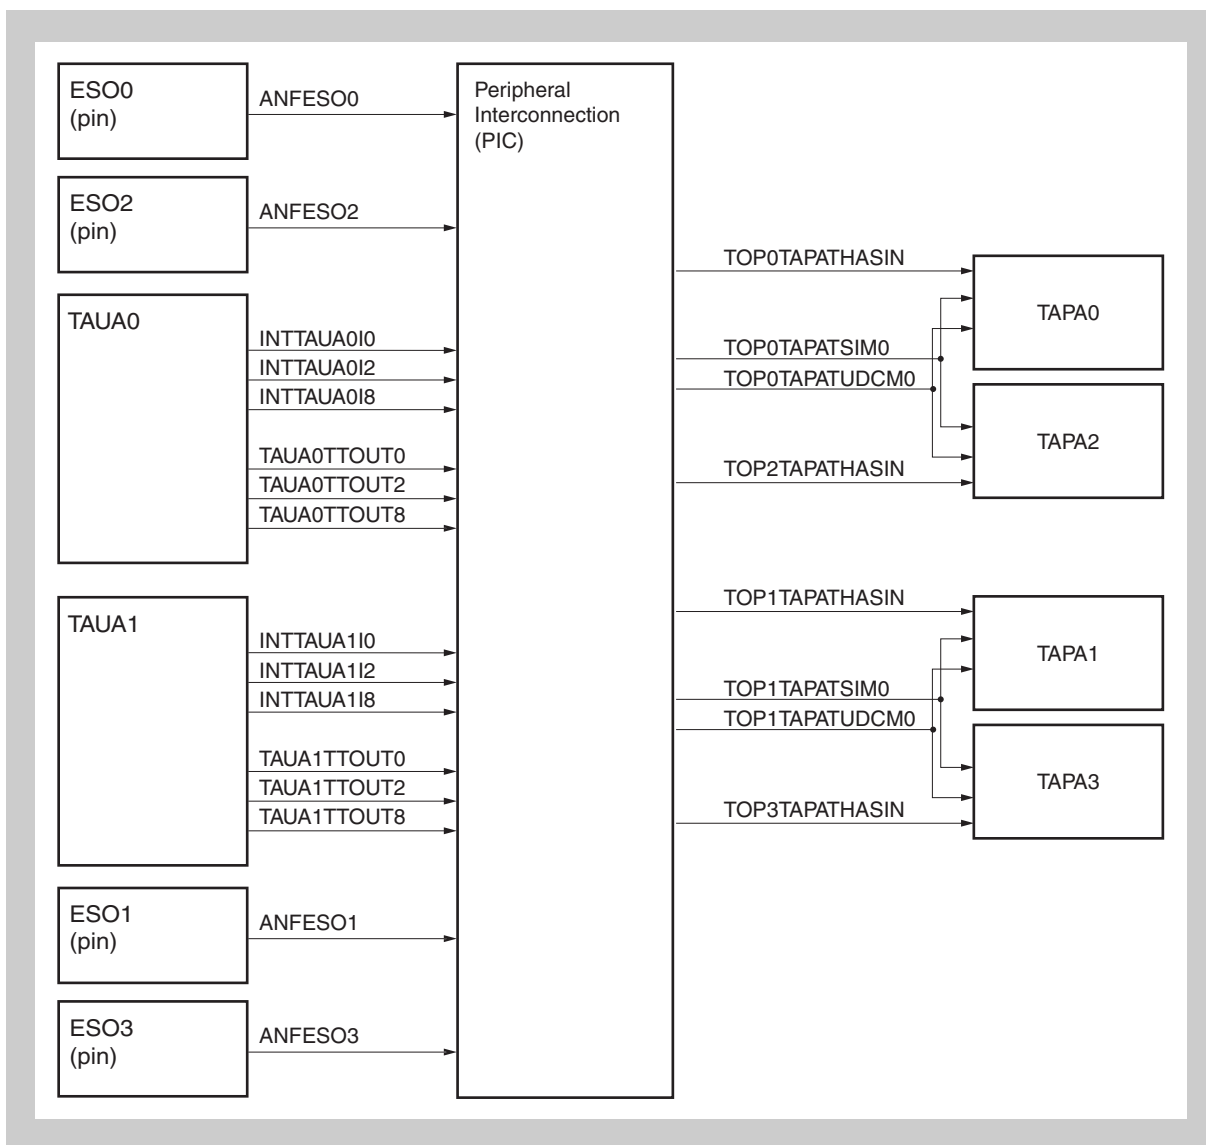 ESO0
(pin)
ANFESO0
ESO2
(pin)
ANFESO2
TAUA0
INTTAUA0I0
INTTAUA0I2
INTTAUA0I8
TAUA0TTOUT0
TAUA0TTOUT2
TAUA0TTOUT8
TAUA1
INTTAUA1I0
INTTAUA1I2
INTTAUA1I8
TAUA1TTOUT0
TAUA1TTOUT2
TAUA1TTOUT8
ESO1
(pin)
ANFESO1
ESO3
(pin)
ANFESO3
Peripheral
Interconnection
(PIC)
TOP0TAPATHASIN
TOP0TAPATSIM0
TOP0TAPATUDCM0
TOP2TAPATHASIN
TAPA0
TAPA2
TOP1TAPATHASIN
TOP1TAPATSIM0
TOP1TAPATUDCM0
TOP3TAPATHASIN
TAPA1
TAPA3